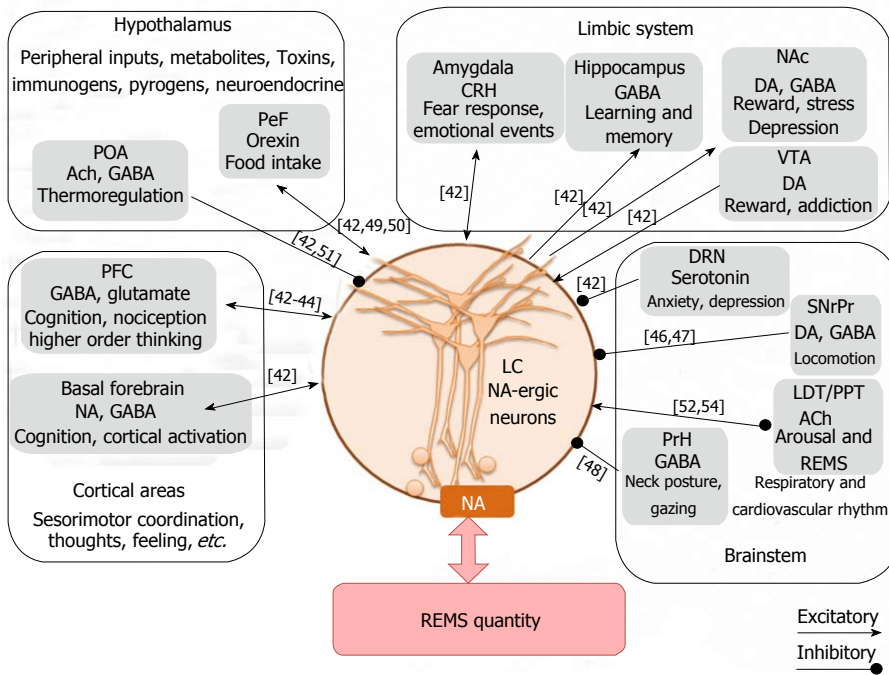 Hypothalamus
Peripheral inputs, metabolites, Toxins,
immunogens, pyrogens, neuroendocrine
PeF
Orexin
Food intake
POA
Ach, GABA
Thermoregulation
[42,49,50]
[42,51]
Limbic system
Amygdala
CRH
Fear response,
emotional events
Hippocampus
GABA
Learning and
memory
NAc
DA, GABA
Reward, stress
Depression
VTA
DA
Reward, addiction
[42]
[42]
[42]
[42]
PFC
GABA, glutamate
Cognition, nociception
higher order thinking
[42-44]
Basal forebrain
NA, GABA
Cognition, cortical activation
[42]
Cortical areas
Sesorimotor coordination,
thoughts, feeling, etc.
LC
NA-ergic
neurons
NA
REMS quantity
DRN
Serotonin
Anxiety, depression
[42]
SNrPr
DA, GABA
Locomotion
[46,47]
LDT/PPT
ACh
Arousal and
REMS
Respiratory and
cardiovascular rhythm
[52,54]
PrH
GABA
Neck posture,
gazing
[48]
Brainstem
Excitatory
Inhibitory